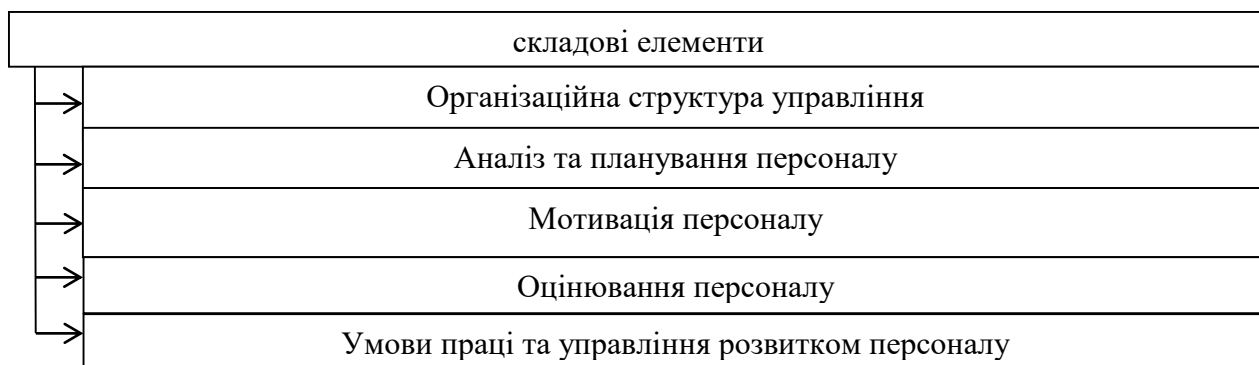 складові елементи
Організаційна структура управління
Аналіз та планування персоналу
Мотивація персоналу
Оцінювання персоналу
Умови праці та управління розвитком персоналу